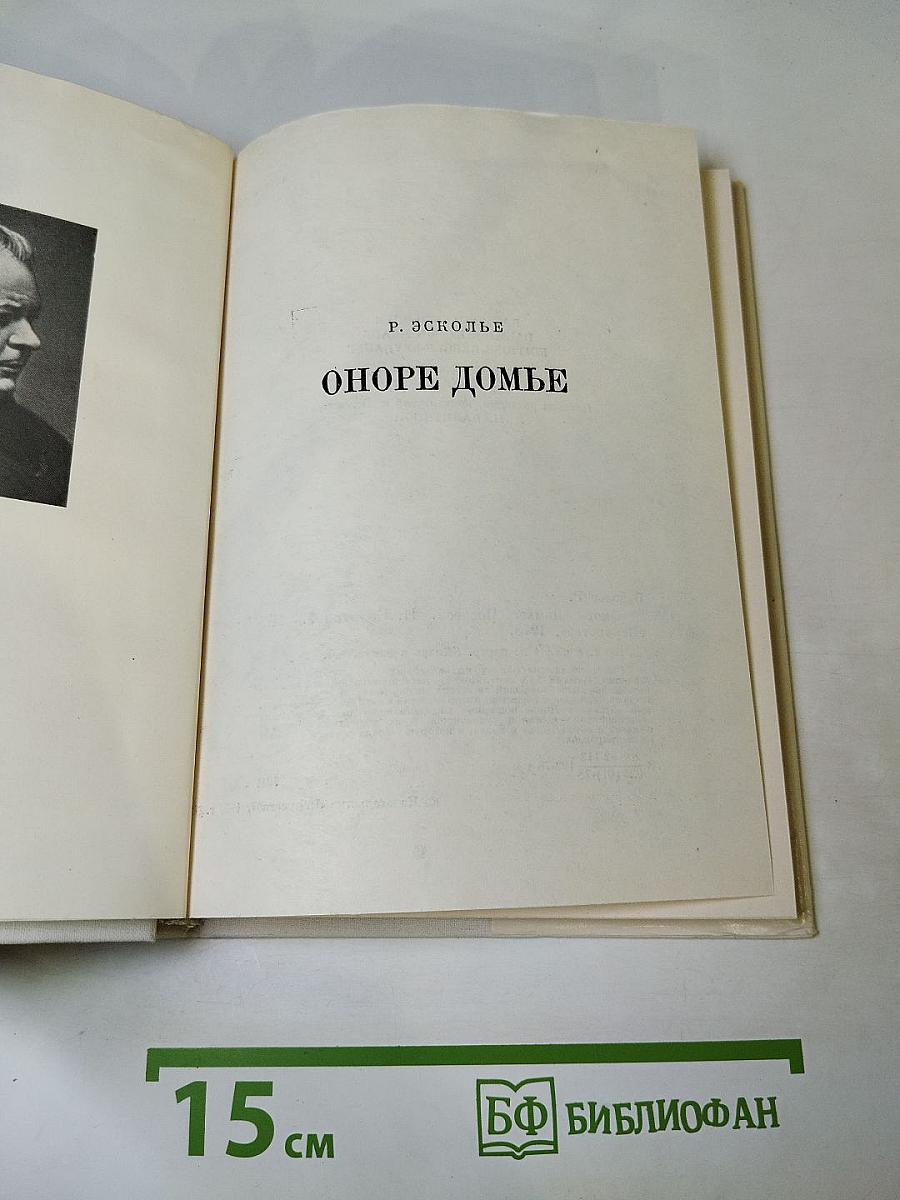 Р. ЭСКОЛЬЕ
ОНОРЕ ДОМЬЕ
15 см
БФ БИБЛИОФАН